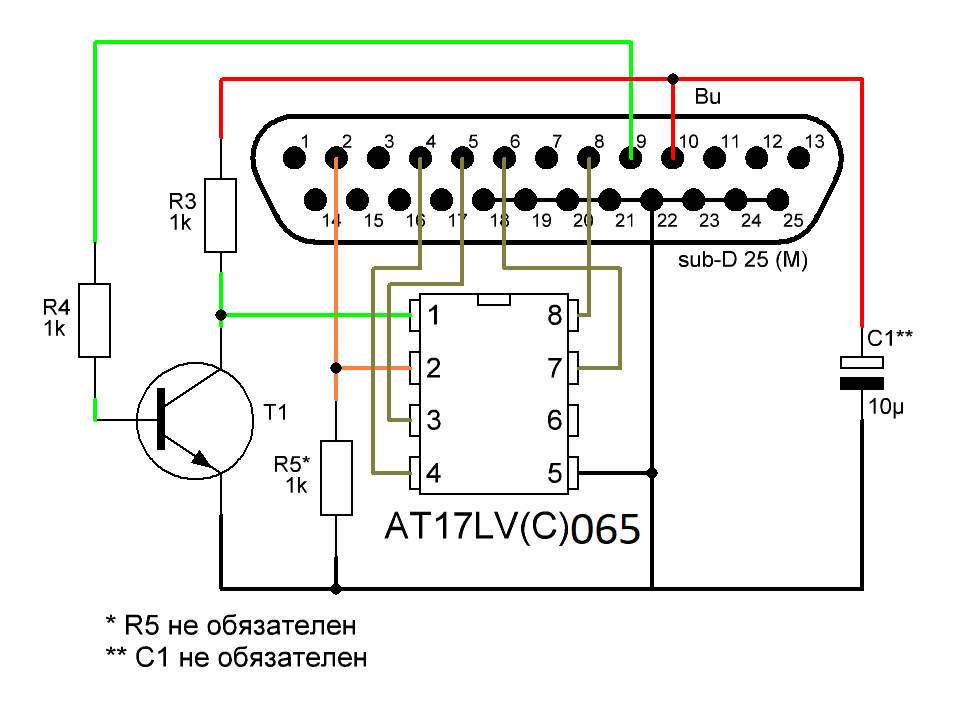 Bu
1 2 3 4 5 6 7 8 9 10 11 12 13
14 15 16 17 18 19 20 21 22 23 24 25
sub-D 25 (M)
R3
1k
R4
1k
T1
R5*
1k
C1**
10µ
1 8
2 7
3 6
4 5
AT17LV(C)065
* R5 не обязателен
** C1 не обязателен